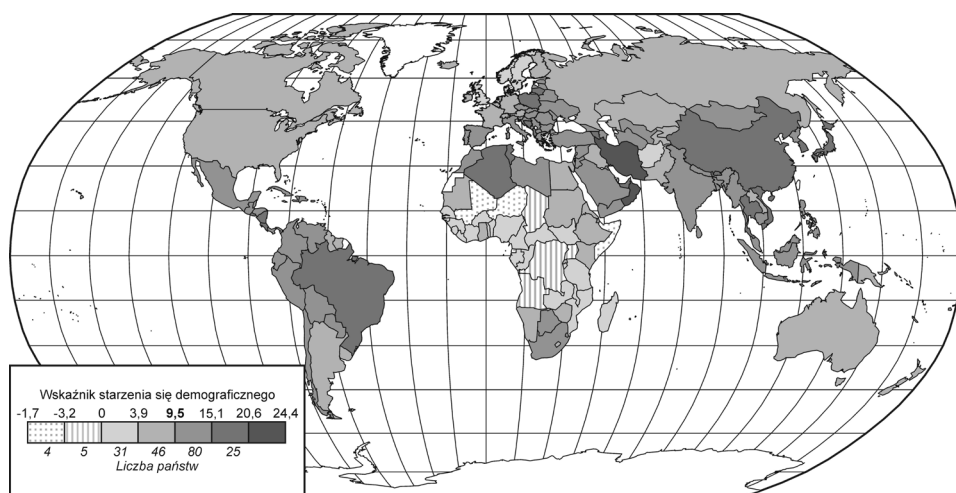 Wskaźnik starzenia się demograficznego
-1,7 -3,2 0 3,9 9,5 15,1 20,6 24,4
4 5 31 46 80 25
Liczba państw